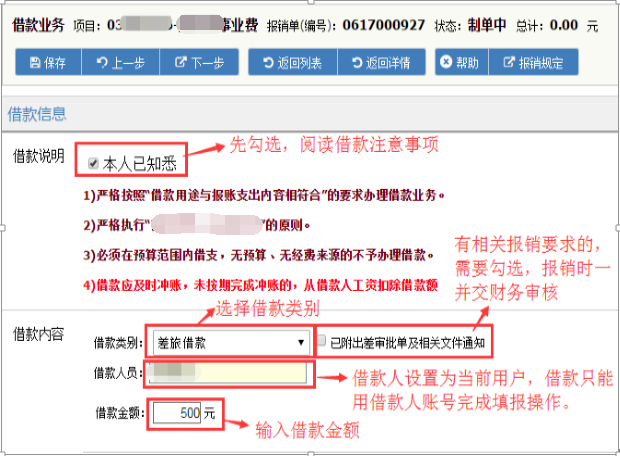 借款业务 项目：03 事业费 报销单(编号)：0617000927 状态：制单中 总计：0.00 元
保存 上一步 下一步 返回列表 返回详情 帮助 报销规定
借款信息
先勾选，阅读借款注意事项
借款说明 本人已知悉
1)严格按照“借款用途与报账支出内容相符合”的要求办理借款业务。
2)严格执行“ ”的原则。
3)必须在预算范围内借支，无预算、无经费来源的不予办理借款。
4)借款应及时冲账，未按期完成冲账的，从借款人工资扣除借款额
有相关报销要求的，
需要勾选，报销时一
并交财务审核
选择借款类别
借款内容 借款类别： 差旅借款 已附出差审批单及相关文件通知
借款人员：
借款人设置为当前用户，借款只能
用借款人账号完成填报操作。
借款金额： 500 元
输入借款金额